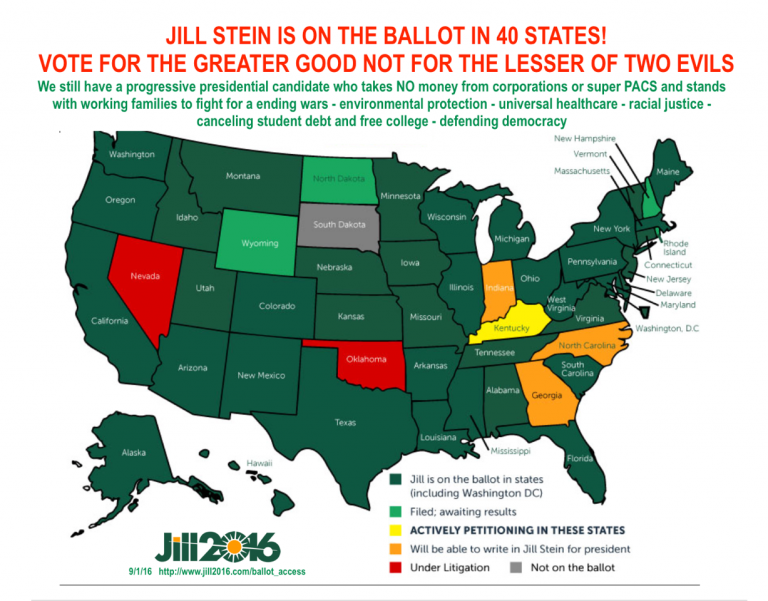 JILL STEIN IS ON THE BALLOT IN 40 STATES!
VOTE FOR THE GREATER GOOD NOT FOR THE LESSER OF TWO EVILS
We still have a progressive presidential candidate who takes NO money from corporations or super PACS and stands
with working families to fight for a ending wars - environmental protection - universal healthcare - racial justice -
canceling student debt and free college - defending democracy
New Hampshire
Vermont
Massachusetts
Washington
Montana
North Dakota
Minnesota
Maine
Oregon
Idaho
Wyoming
South Dakota
Wisconsin
Michigan
New York
Rhode
Island
Connecticut
New Jersey
Delaware
Maryland
Washington, D.C
Nevada
Utah
Colorado
Nebraska
Iowa
Illinois
Indiana
Ohio
Pennsylvania
West
Virginia
Virginia
California
Kansas
Missouri
Kentucky
Arizona
New Mexico
Oklahoma
Arkansas
Tennessee
North Carolina
South
Carolina
Texas
Louisiana
Mississippi
Alabama
Georgia
Florida
Alaska
Hawaii
Jill is on the ballot in states
(including Washington DC)
Filed; awaiting results
ACTIVELY PETITIONING IN THESE STATES
Will be able to write in Jill Stein for president
Under Litigation
Not on the ballot
Jill2016
9/1/16 http://www.jill2016.com/ballot_access